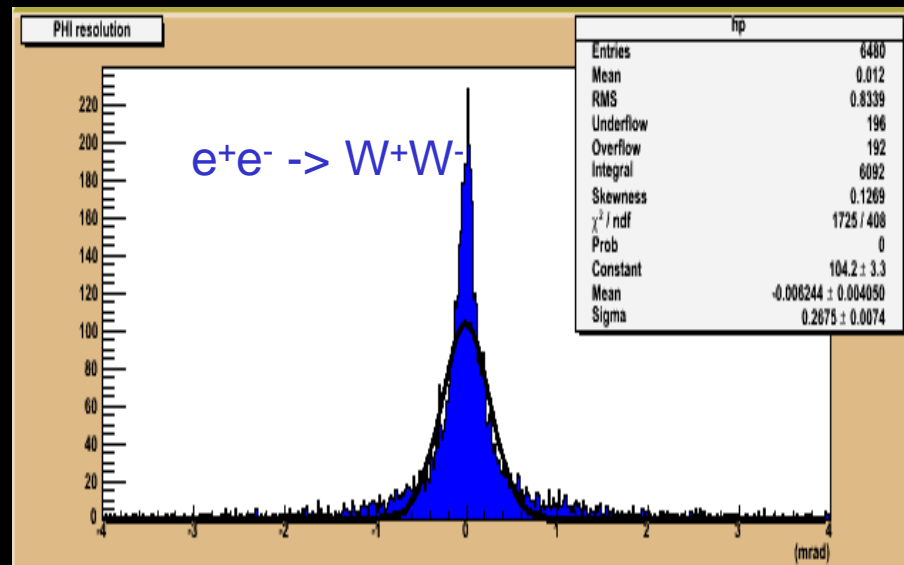 PHI resolution
hp
Entries 6480
Mean 0.012
RMS 0.8339
Underflow 196
Overflow 192
Integral 6092
Skewness 0.1269
χ² / ndf 1725 / 408
Prob 0
Constant 104.2 ± 3.3
Mean -0.006244 ± 0.004050
Sigma 0.2675 ± 0.0074
e⁺e⁻ -> W⁺W⁻
220
200
180
160
140
120
100
80
60
40
20
0
-4 -3 -2 -1 0 1 2 3 4
(mrad)